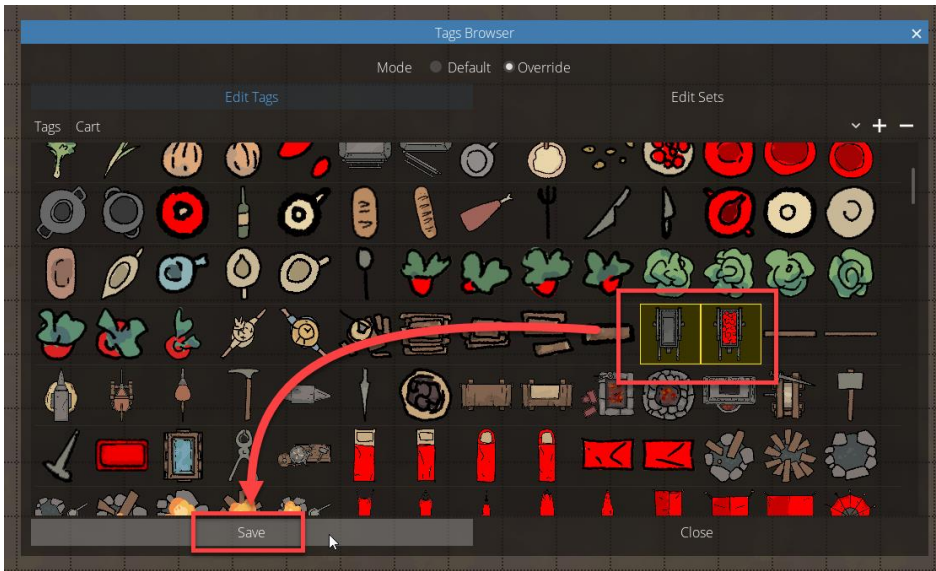 Tags Browser
Mode Default Override
Edit Tags Edit Sets
Tags Cart
Save Close